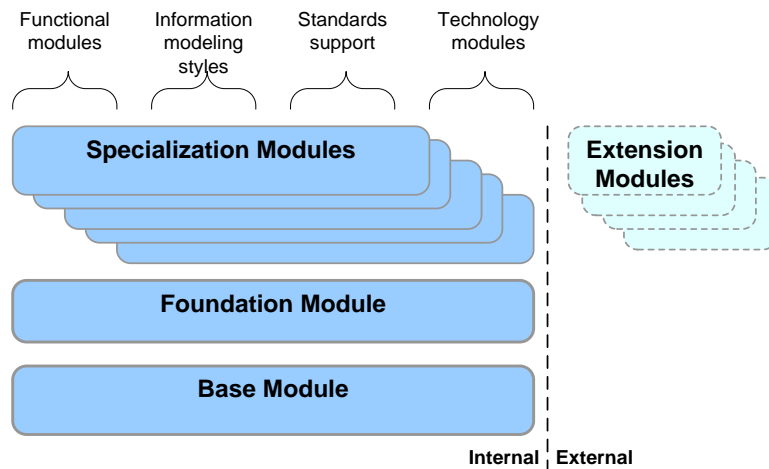 Functional
modules
Information
modeling
styles
Standards
support
Technology
modules
Specialization Modules
Extension
Modules
Foundation Module
Base Module
Internal
External